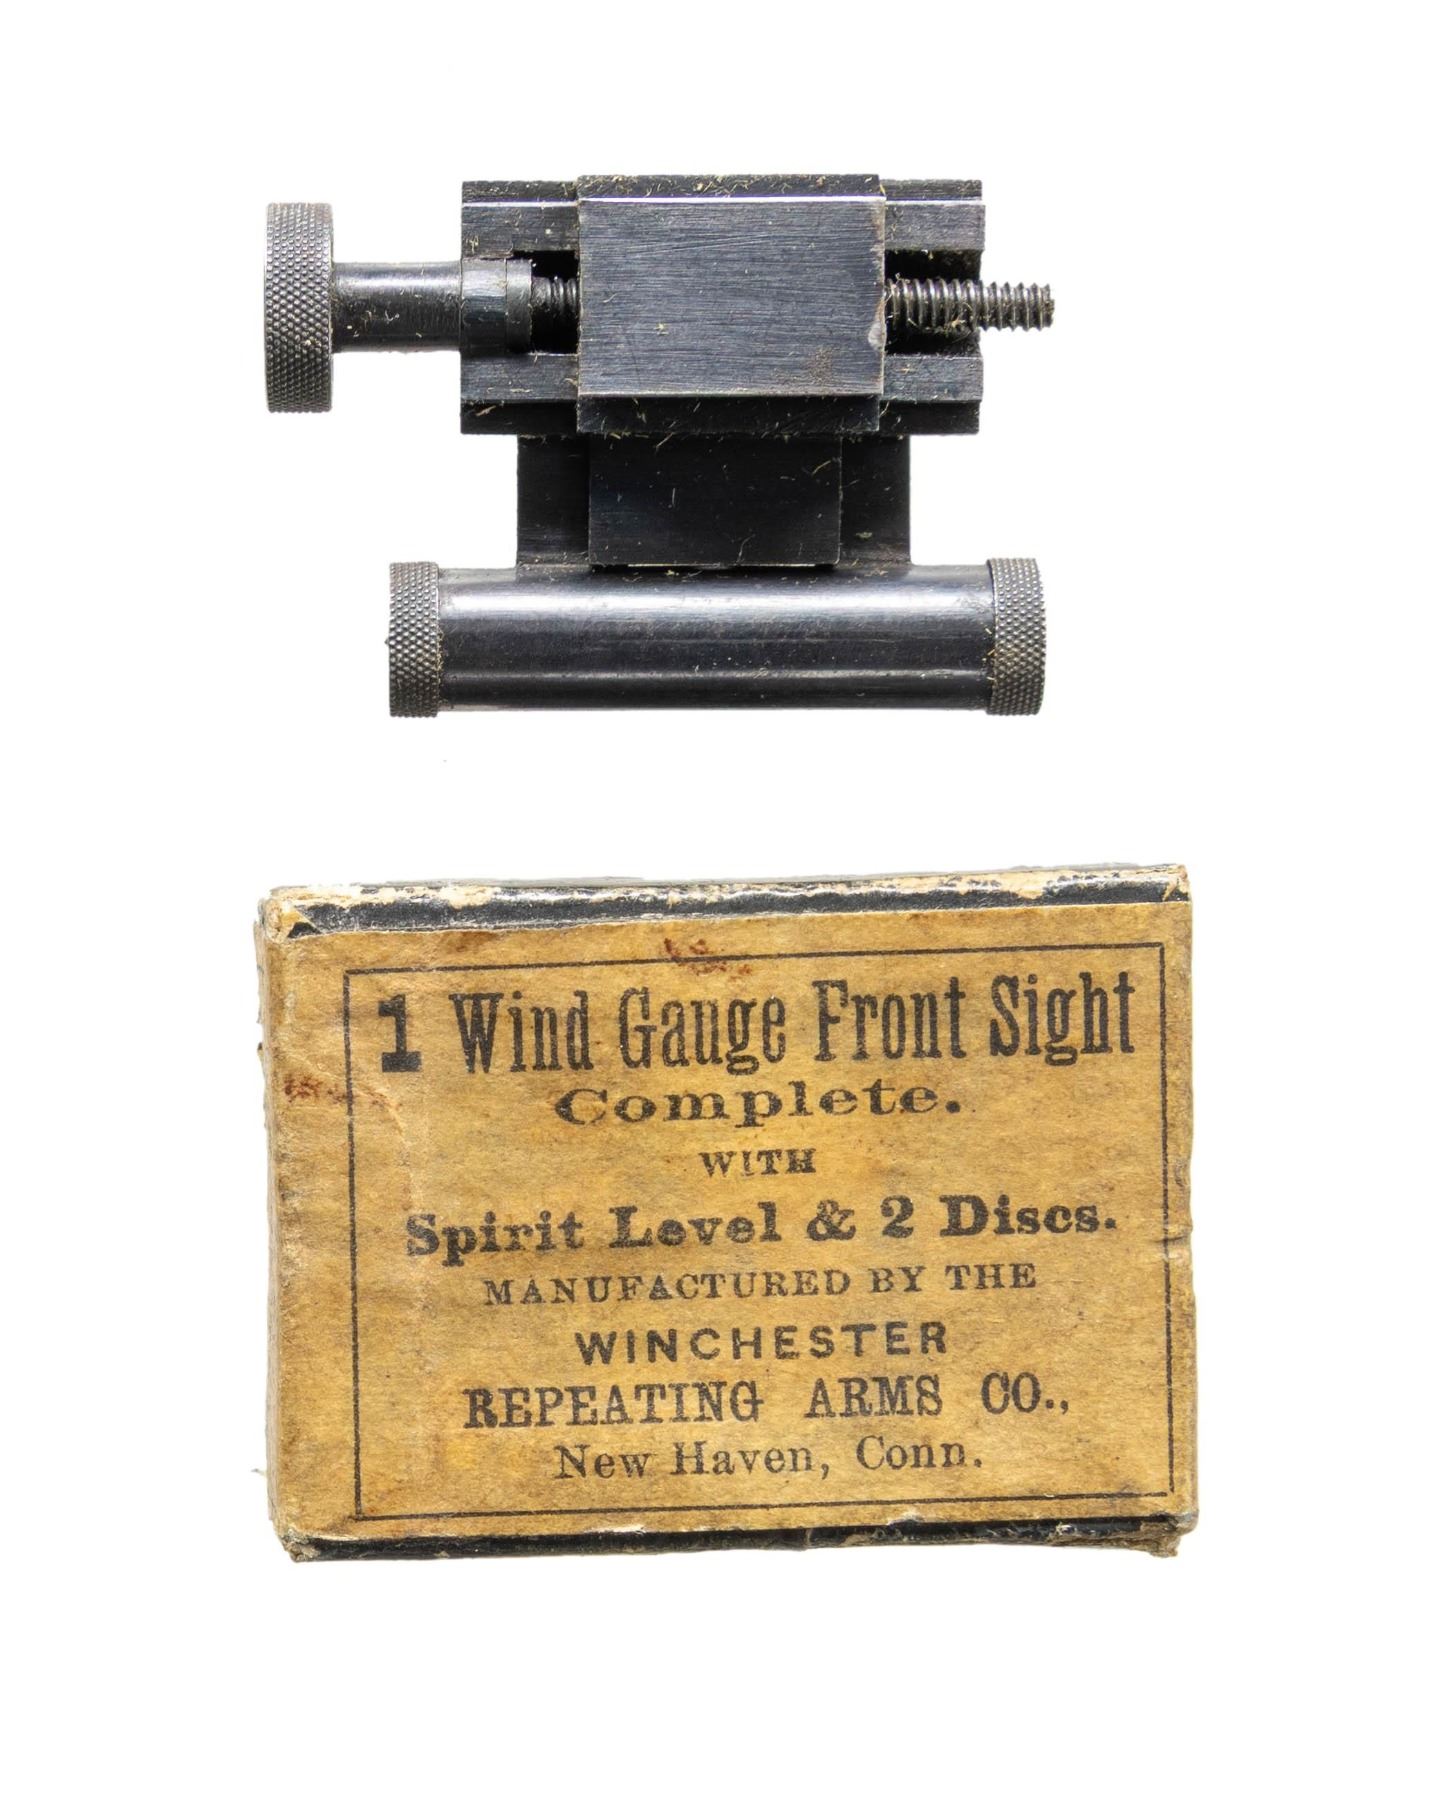 1 Wind Gauge Front Sight
Complete.
WITH
Spirit Level & 2 Discs.
MANUFACTURED BY THE
WINCHESTER
REPEATING ARMS CO.,
New Haven, Conn.